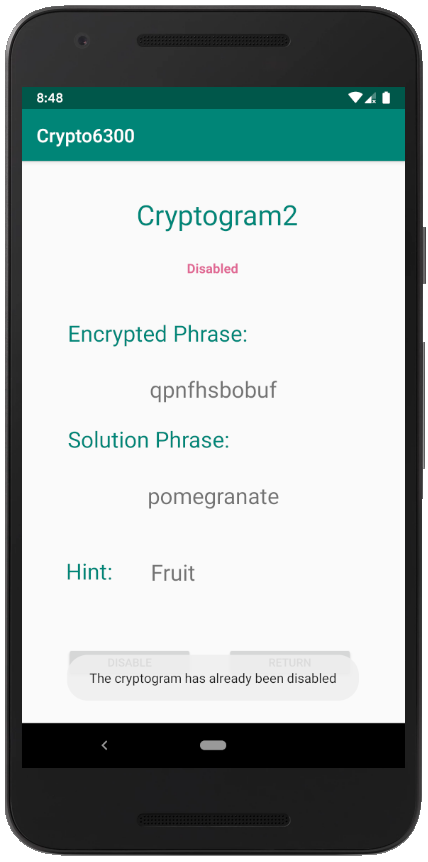 8:48
Crypto6300
Cryptogram2
Disabled
Encrypted Phrase:
qpnfhsbobuf
Solution Phrase:
pomegranate
Hint: Fruit
DISABLE RETURN
The cryptogram has already been disabled